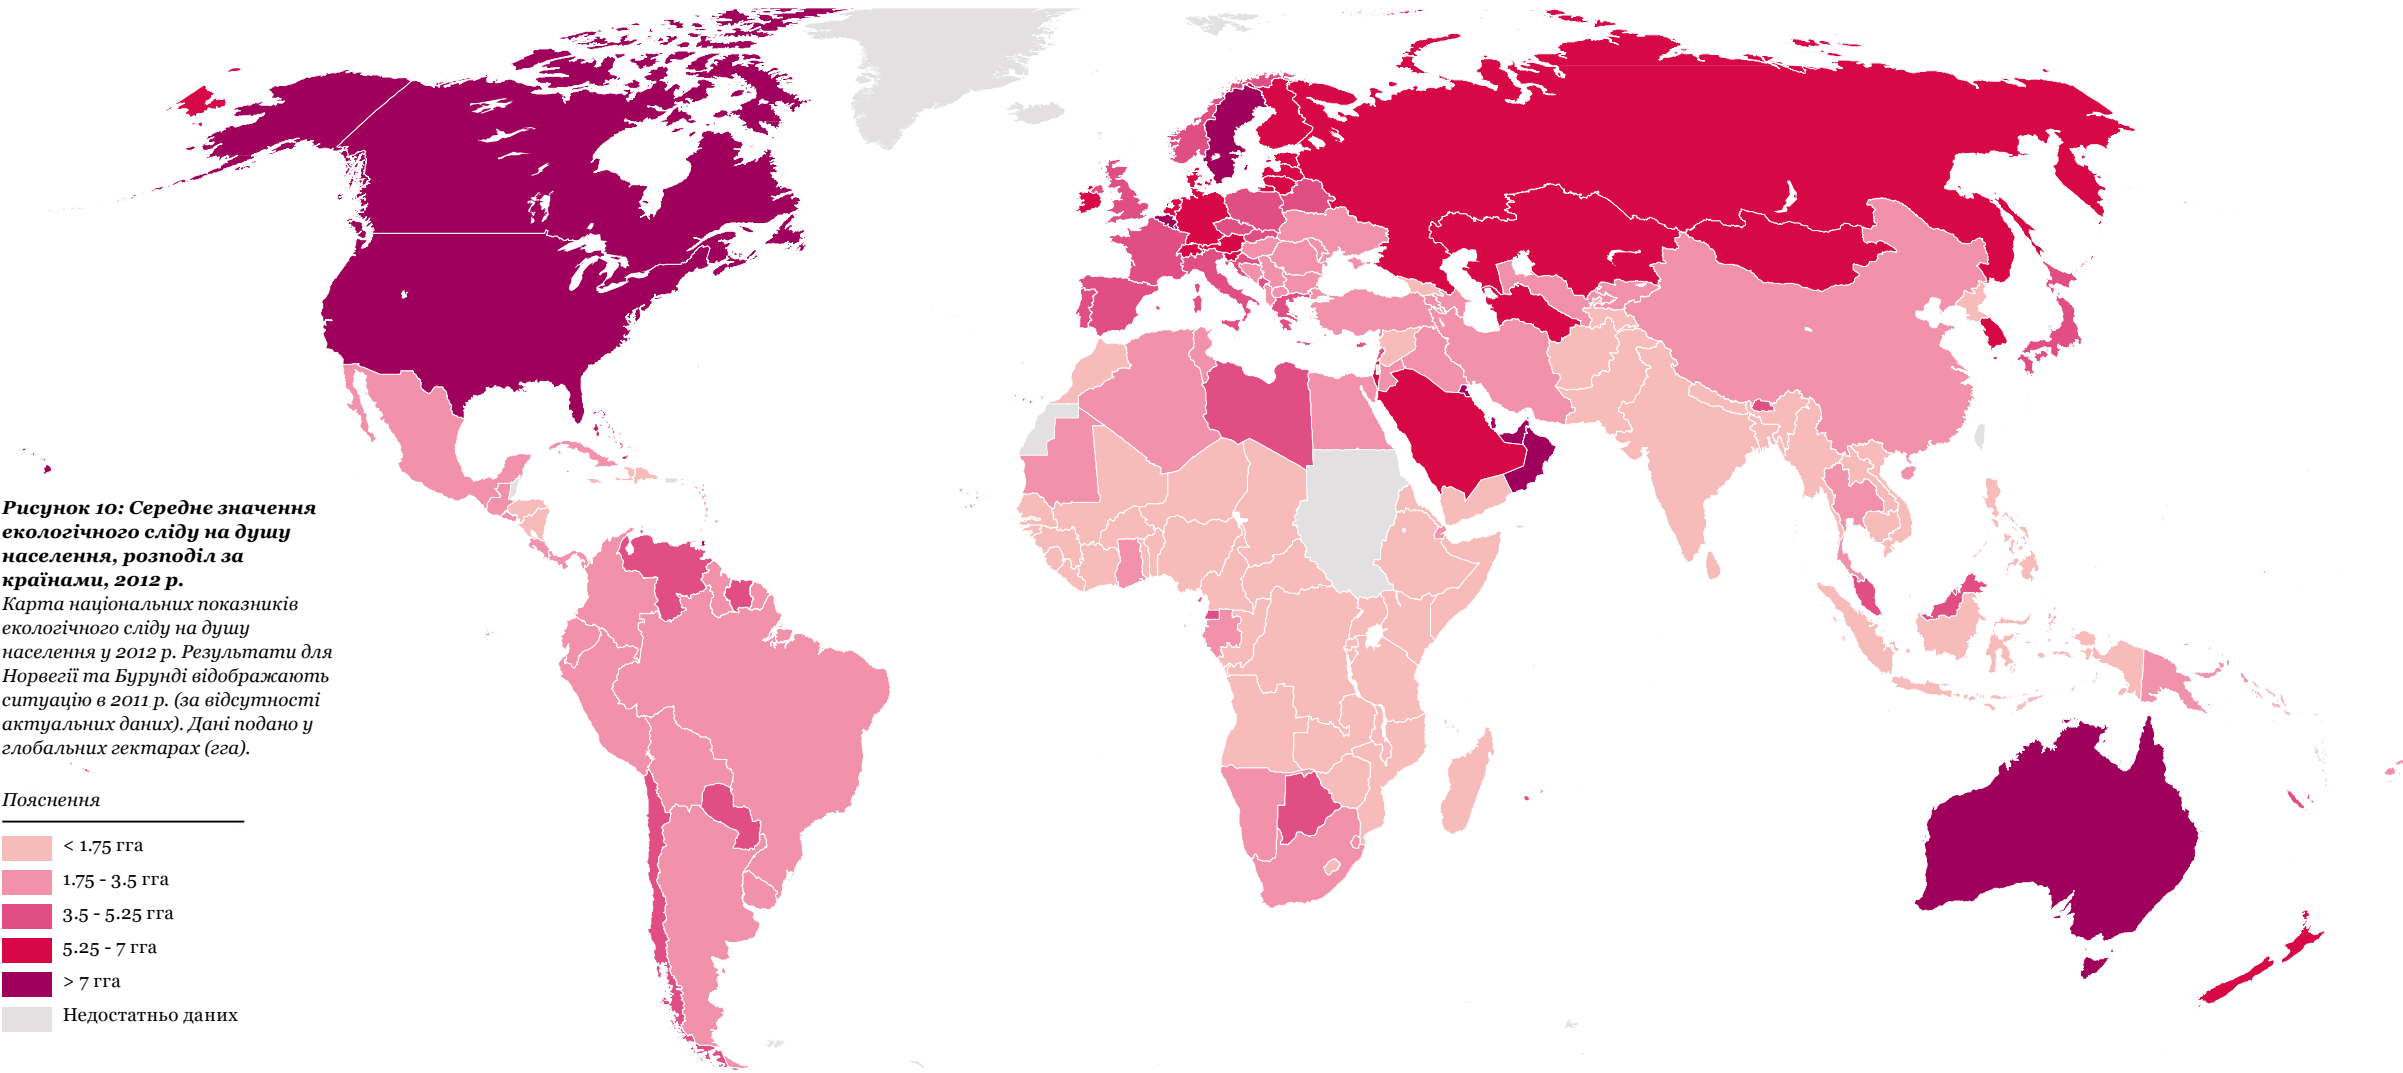 Рисунок 10: Середнє значення
екологічного сліду на душу
населення, розподіл за
країнами, 2012 р.
Карта національних показників
екологічного сліду на душу
населення у 2012 р. Результати для
Норвегії та Бурунді відображають
ситуацію в 2011 р. (за відсутності
актуальних даних). Дані подано у
глобальних гектарах (гга).
Пояснення
< 1.75 гга
1.75 - 3.5 гга
3.5 - 5.25 гга
5.25 - 7 гга
> 7 гга
Недостатньо даних